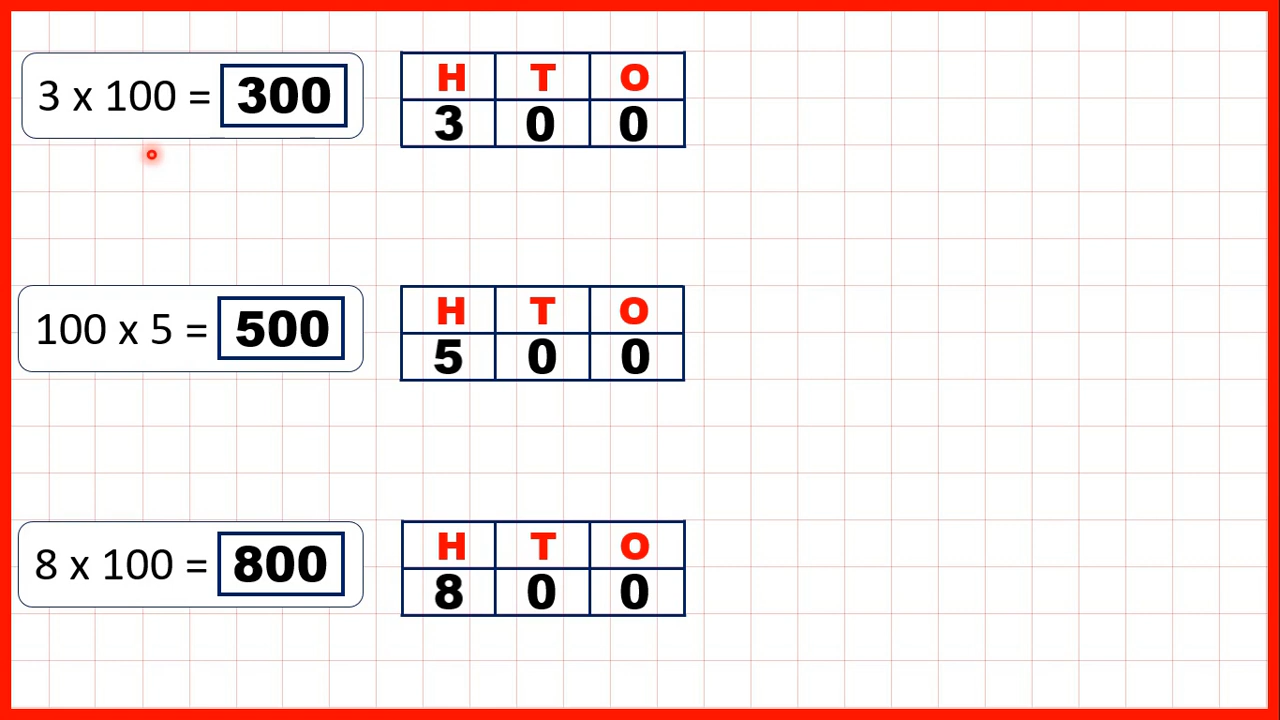 3 x 100 = 300
H T O
3 0 0
100 x 5 = 500
H T O
5 0 0
8 x 100 = 800
H T O
8 0 0